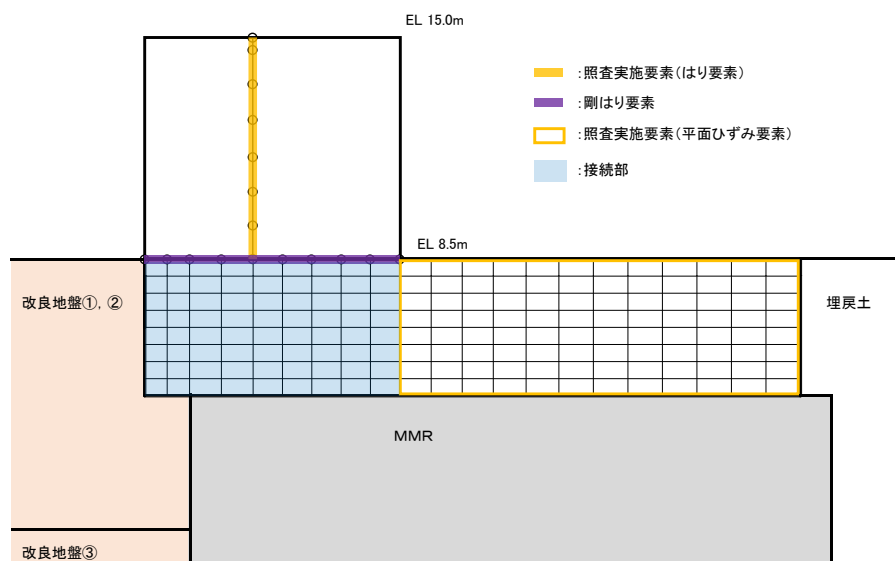 EL 15.0m
:照査実施要素(はり要素)
:剛はり要素
:照査実施要素(平面ひずみ要素)
:接続部
EL 8.5m
改良地盤①, ②
埋戻土
MMR
改良地盤③